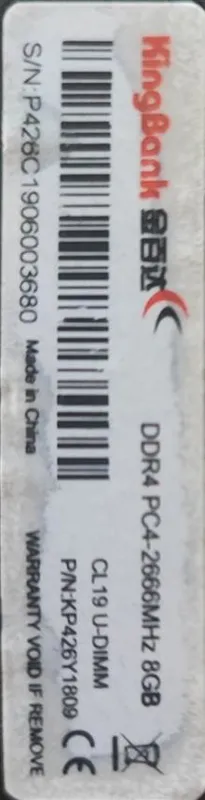 KingBank 金百达
DDR4 PC4-2666MHz 8GB
CL19 U-DIMM
P/N:KP426Y1809
S/N:P426C1906003680 Made in China
WARRANTY VOID IF REMOVE